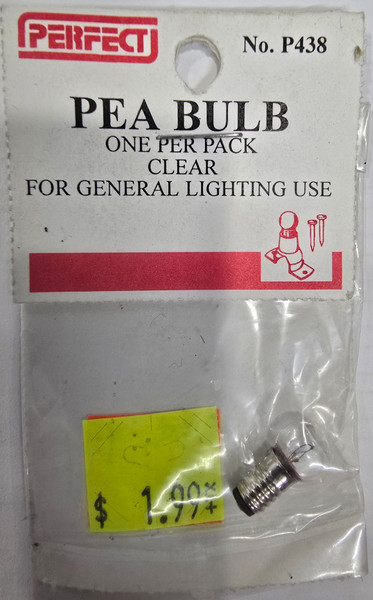 PERFECT
No. P438
PEA BULB
ONE PER PACK
CLEAR
FOR GENERAL LIGHTING USE
$ 1.99